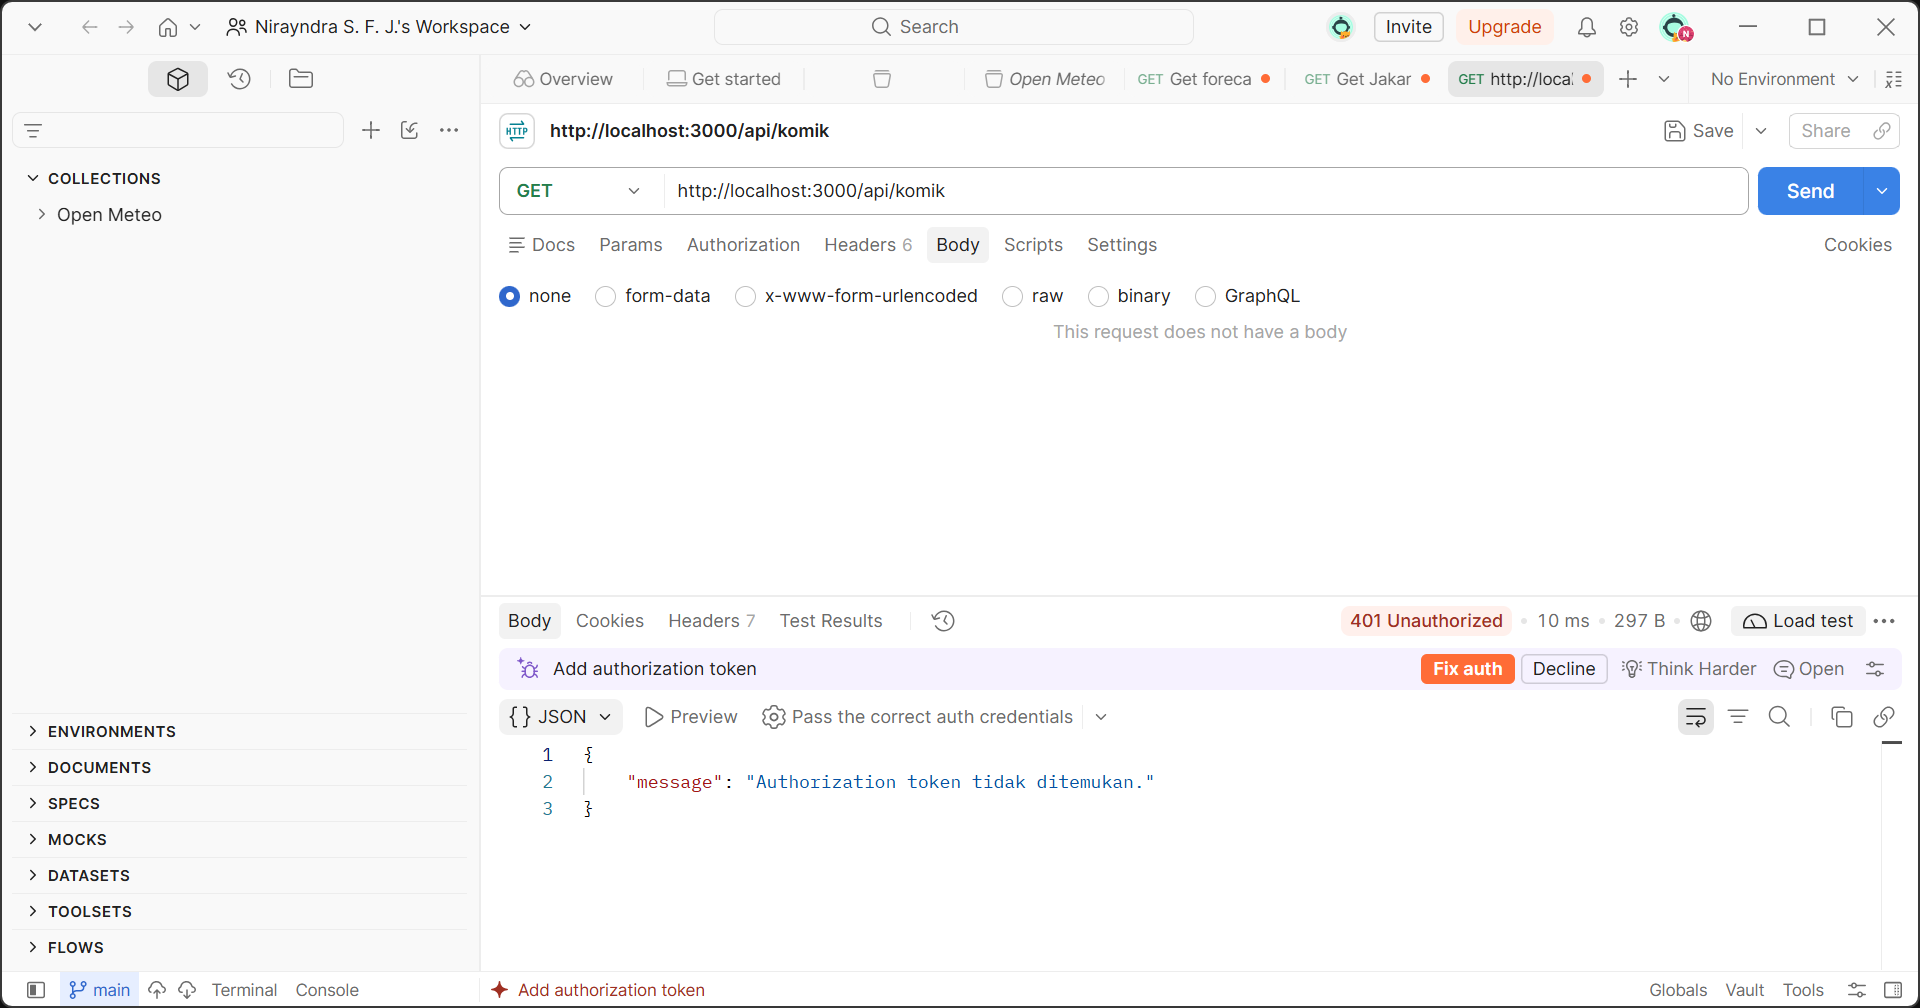 Nirayndra S. F. J.'s Workspace
Search
Invite
Upgrade
N
Overview
Get started
Open Meteo
GET Get foreca
GET Get Jakar
GET http://local
No Environment
HTTP
http://localhost:3000/api/komik
Save
Share
COLLECTIONS
Open Meteo
GET
http://localhost:3000/api/komik
Send
Docs
Params
Authorization
Headers 6
Body
Scripts
Settings
Cookies
none
form-data
x-www-form-urlencoded
raw
binary
GraphQL
This request does not have a body
Body
Cookies
Headers 7
Test Results
401 Unauthorized
10 ms
297 B
Load test
Add authorization token
Fix auth
Decline
Think Harder
Open
{} JSON
Preview
Pass the correct auth credentials
1 {
2 "message": "Authorization token tidak ditemukan."
3 }
ENVIRONMENTS
DOCUMENTS
SPECS
MOCKS
DATASETS
TOOLSETS
FLOWS
main
Terminal
Console
Add authorization token
Globals
Vault
Tools